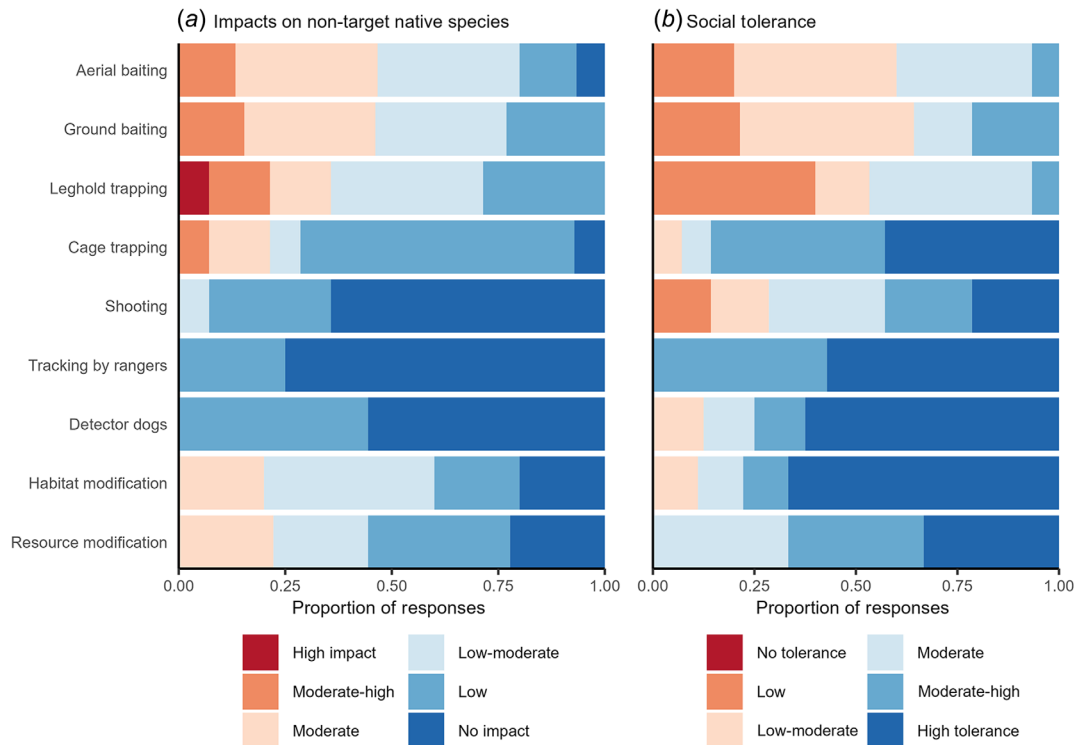 (a) Impacts on non-target native species
(b) Social tolerance
Aerial baiting
Ground baiting
Leghold trapping
Cage trapping
Shooting
Tracking by rangers
Detector dogs
Habitat modification
Resource modification
0.00 0.25 0.50 0.75 1.00
0.00 0.25 0.50 0.75 1.00
Proportion of responses
Proportion of responses
High impact
Moderate-high
Moderate
Low-moderate
Low
No impact
No tolerance
Low
Low-moderate
Moderate
Moderate-high
High tolerance